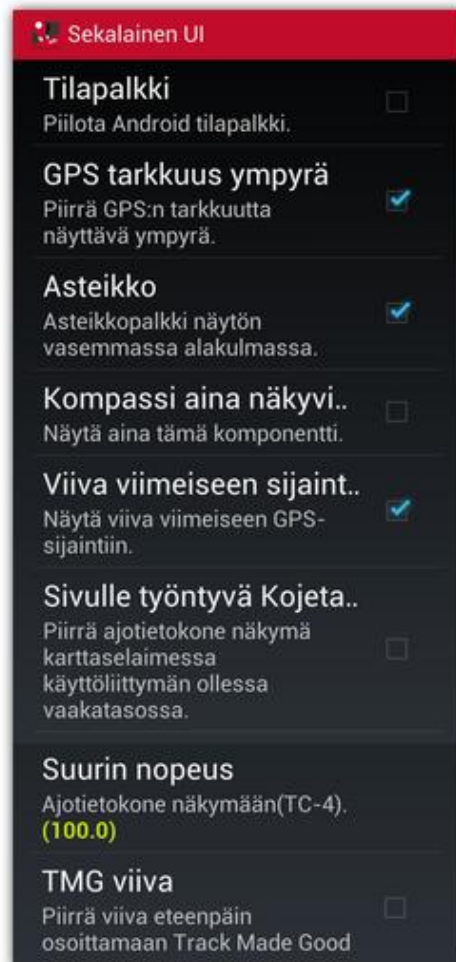 Sekalainen UI
Tilapalkki
Piilota Android tilapalkki.
GPS tarkkuus ympyrä
Piirrä GPS:n tarkkuutta
näyttävä ympyrä.
Asteikko
Asteikkopalkki näytön
vasemmassa alakulmassa.
Kompassi aina näkyvi..
Näytä aina tämä komponentti.
Viiva viimeiseen sijaint..
Näytä viiva viimeiseen GPS-
sijaintiin.
Sivulle työntyvä Kojeta..
Piirrä ajotietokone näkymä
karttaselaimessa
käyttöliittymän ollessa
vaakatasossa.
Suurin nopeus
Ajotietokone näkymään(TC-4).
(100.0)
TMG viiva
Piirrä viiva eteenpäin
osoittamaan Track Made Good